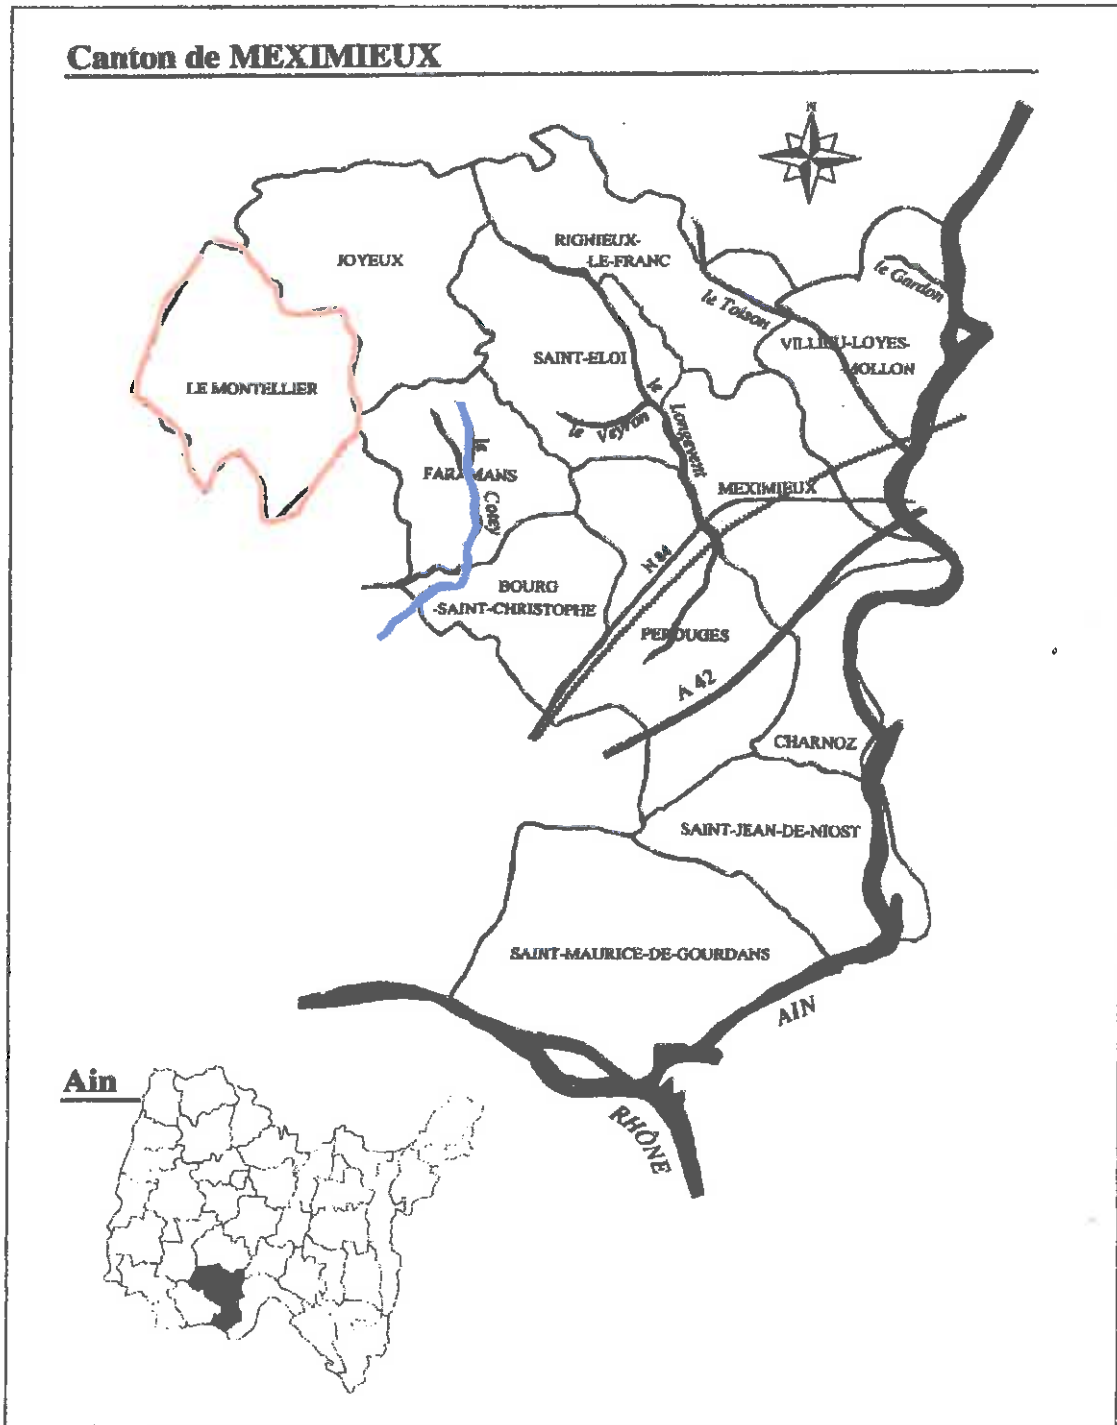 Canton de MEXIMIEUX
N
JOYEUX
RIGNIEUX-
-LE-FRANC
le Gardon
le Toison
VILLIEU-LOYES-
-MOLLON
SAINT-ELOI
LE MONTELLIER
le Longevent
le Veyron
le Cotey
FARAMANS
MEXIMIEUX
N 84
BOURG
-SAINT-CHRISTOPHE
PEROUGES
A 42
CHARNOZ
SAINT-JEAN-DE-NIOST
SAINT-MAURICE-DE-GOURDANS
AIN
Ain
RHÔNE